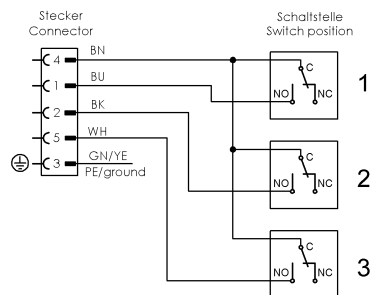 Stecker
Connector
Schaltstelle
Switch position
4 BN
1 BU
2 BK
5 WH
3 GN/YE
PE/ground
C
NO NC
1
C
NO NC
2
C
NO NC
3